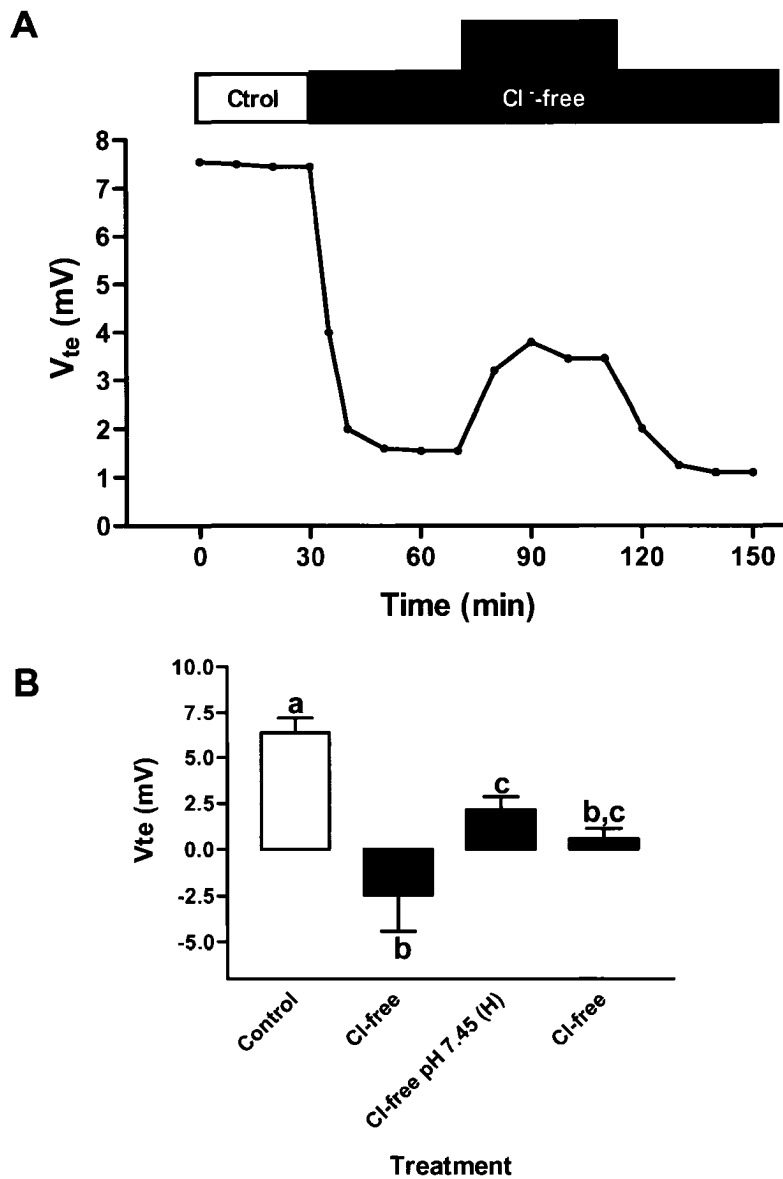 A
Ctrol
Cl⁻-free
8
7
6
5
4
3
2
1
0
Vte (mV)
0 30 60 90 120 150
Time (min)
B
10.0
7.5
5.0
2.5
0.0
-2.5
-5.0
Vte (mV)
a
b
c
b,c
Control
Cl-free
Cl-free pH 7.45 (H)
Cl-free
Treatment